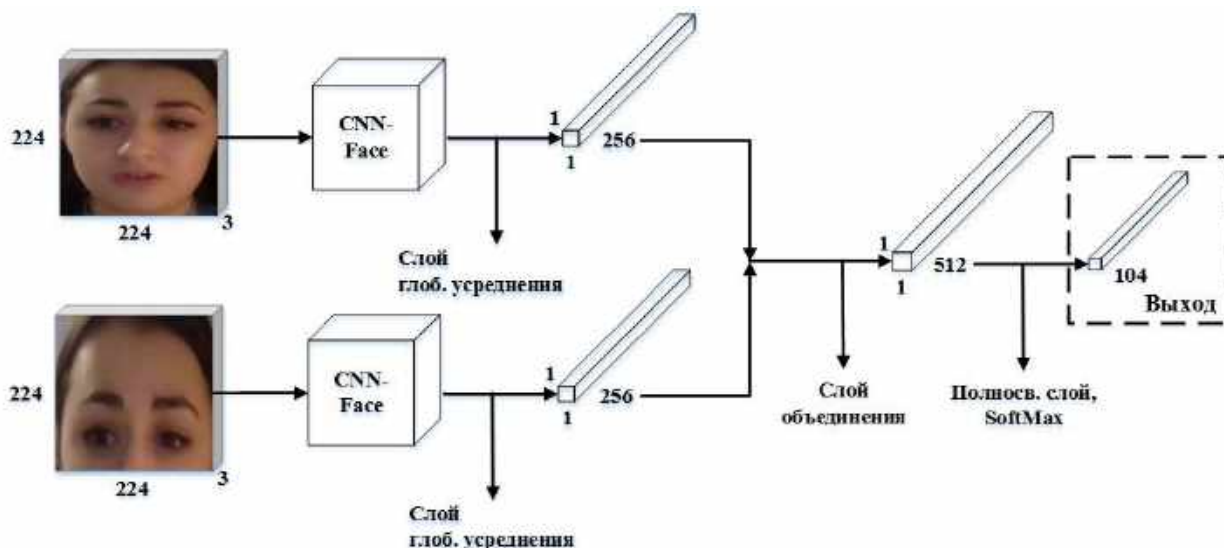 224
224
3
CNN-
Face
Слой
глоб. усреднения
1
1
256
224
224
3
CNN-
Face
Слой
глоб. усреднения
1
1
256
Слой
объединения
1
1
512
Полносв. слой,
SoftMax
104
Выход